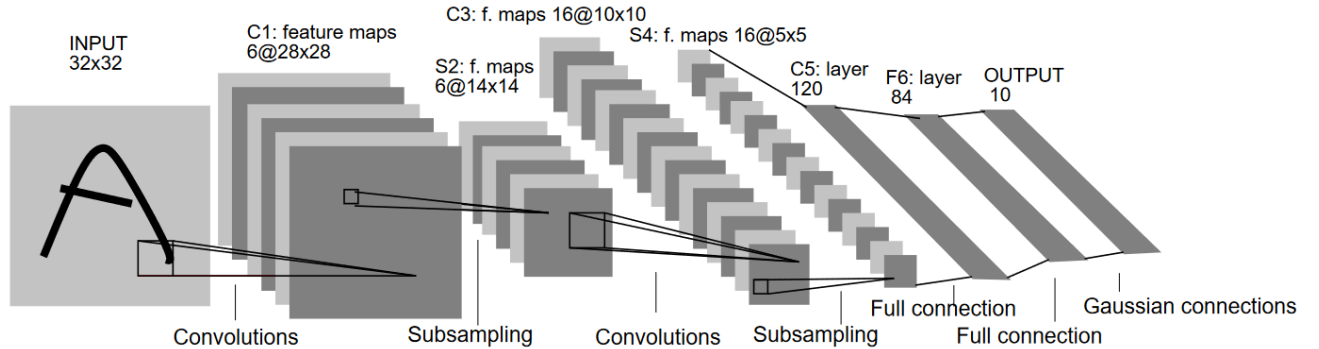 INPUT
32x32
C1: feature maps
6@28x28
S2: f. maps
6@14x14
C3: f. maps 16@10x10
S4: f. maps 16@5x5
C5: layer
120
F6: layer
84
OUTPUT
10
Convolutions
Subsampling
Convolutions
Subsampling
Full connection
Full connection
Gaussian connections